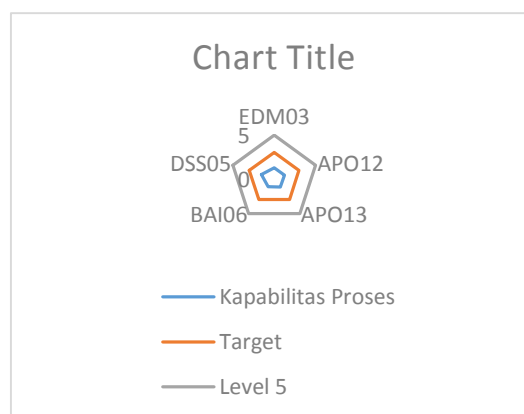 Chart Title
EDM03
5
DSS05
APO12
0
BAI06
APO13
Kapabilitas Proses
Target
Level 5